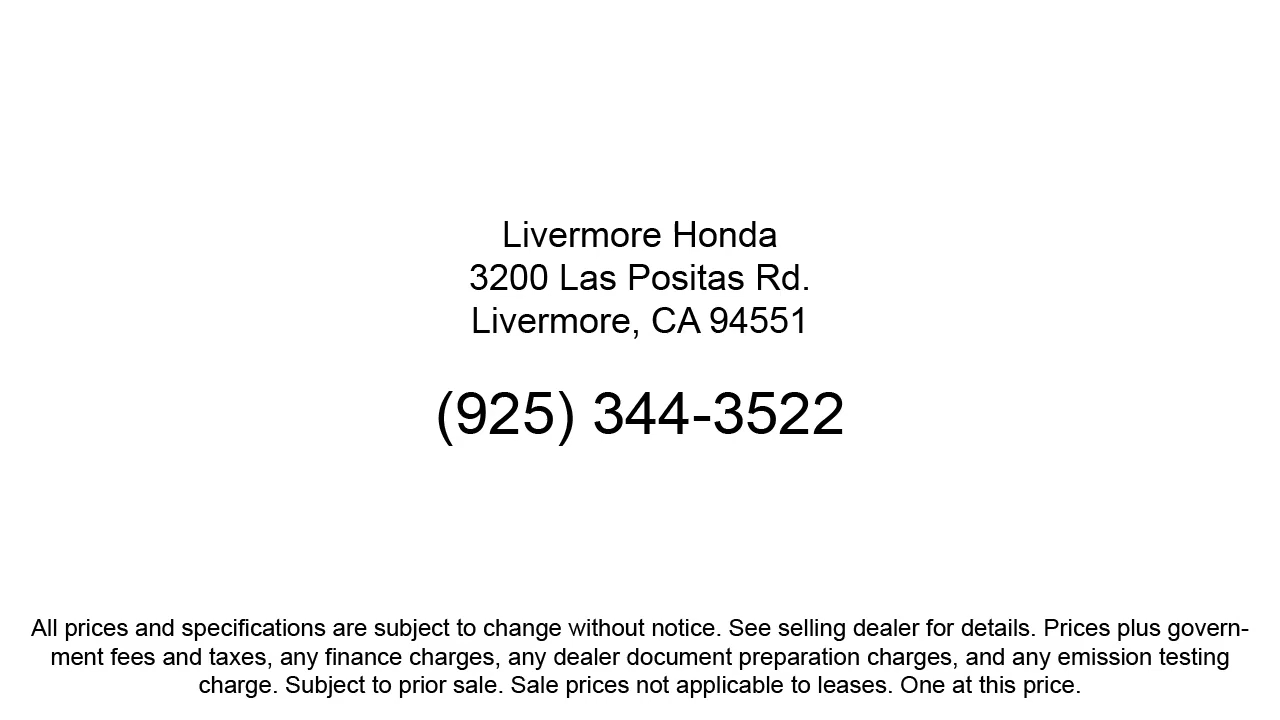 Livermore Honda
3200 Las Positas Rd.
Livermore, CA 94551
(925) 344-3522
All prices and specifications are subject to change without notice. See selling dealer for details. Prices plus govern-
ment fees and taxes, any finance charges, any dealer document preparation charges, and any emission testing
charge. Subject to prior sale. Sale prices not applicable to leases. One at this price.